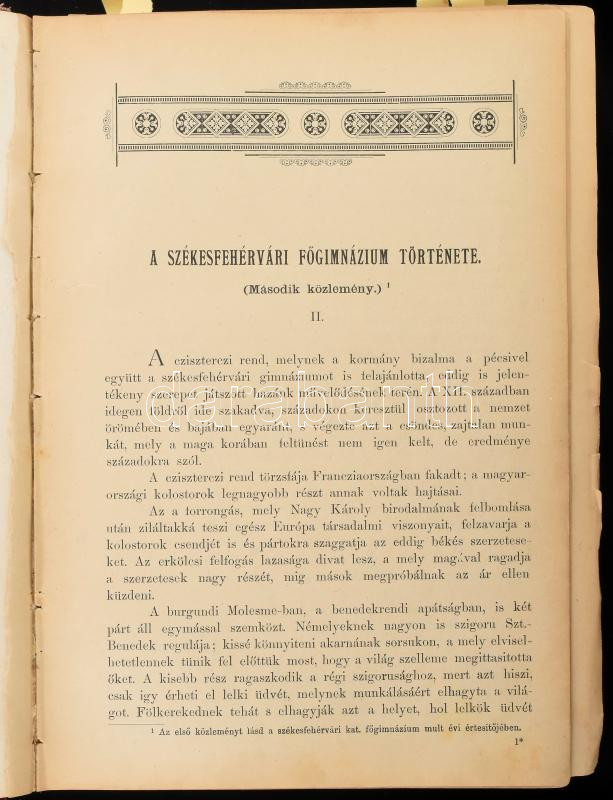 A SZÉKESFEHÉRVÁRI FŐGIMNÁZIUM TÖRTÉNETE.
(Második közlemény.) ¹
II.
A cziszterczi rend, melynek a kormány bizalma a pécsivel
együtt a székesfehérvári gimnáziumot is felajánlotta, eddig is jelen-
tékeny szerepet játszott hazánk művelődésének terén. A XII. században
idegen földről ide szakadva, századokon keresztül osztozott a nemzet
örömében és bajában egyaránt, s végezte azt a csöndes, zajtalan mun-
kát, mely a maga korában feltünést nem igen kelt, de eredménye
századokra szól.
A cziszterczi rend törzsfája Francziaországban fakadt; a magyar-
országi kolostorok legnagyobb részt annak voltak hajtásai.
Az a forrongás, mely Nagy Károly birodalmának felbomlása
után ziláltakká teszi egész Európa társadalmi viszonyait, felzavarja a
kolostorok csendjét is és pártokra szaggatja az eddig békés szerzetese-
ket. Az erkölcsi felfogás lazasága divat lesz, a mely magával ragadja
a szerzetesek nagy részét, mig mások megpróbálnak az ár ellen
küzdeni.
A burgundi Molesme-ban, a benedekrendi apátságban, is két
párt áll egymással szemközt. Némelyeknek nagyon is szigoru Szt.-
Benedek regulája; kissé könnyiteni akarnának sorsukon, a mely elvisel-
hetetlennek tünik fel előttük most, hogy a világ szelleme megittasitotta
őket. A kisebb rész ragaszkodik a régi szigorusághoz, mert azt hiszi,
csak igy érheti el lelki üdvét, melynek munkálásáért elhagyta a vilá-
got. Fölkerekednek tehát s elhagyják azt a helyet, hol lelkök üdvét
¹ Az első közleményt lásd a székesfehérvári kat. főgimnázium mult évi értesitőjében.
1*
darabanth